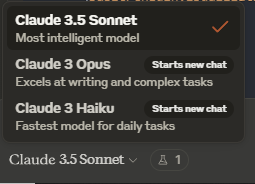 Claude 3.5 Sonnet
Most intelligent model
Claude 3 Opus Starts new chat
Excels at writing and complex tasks
Claude 3 Haiku Starts new chat
Fastest model for daily tasks
Claude 3.5 Sonnet 1